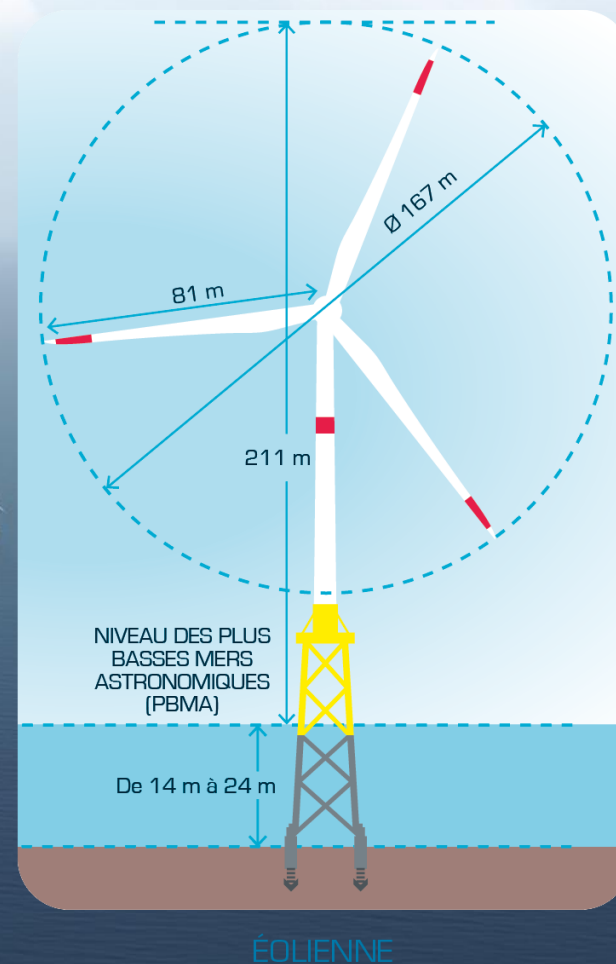 Ø 167 m
81 m
211 m
NIVEAU DES PLUS
BASSES MERS
ASTRONOMIQUES
(PBMA)
De 14 m à 24 m
ÉOLIENNE